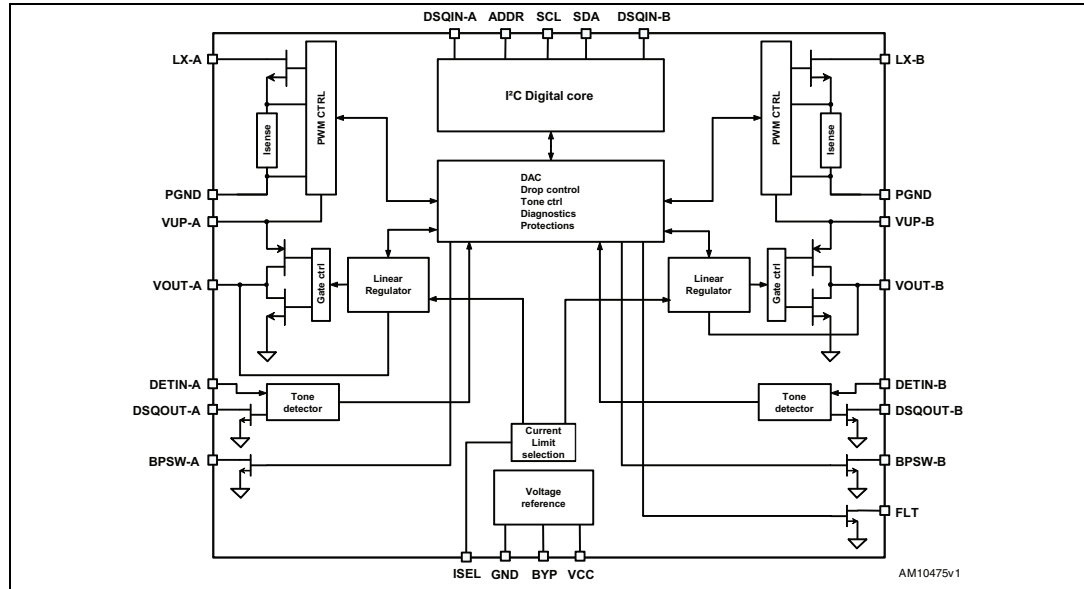 DSQIN-A ADDR SCL SDA DSQIN-B
LX-A
LX-B
PWM CTRL
I²C Digital core
PWM CTRL
Isense
Isense
DAC
Drop control
Tone ctrl
Diagnostics
Protections
PGND
PGND
VUP-A
VUP-B
Gate ctrl
Linear
Regulator
Linear
Regulator
Gate ctrl
VOUT-A
VOUT-B
DETIN-A
DETIN-B
Tone
detector
Tone
detector
DSQOUT-A
DSQOUT-B
Current
Limit
selection
BPSW-A
BPSW-B
Voltage
reference
FLT
ISEL GND BYP VCC
AM10475v1